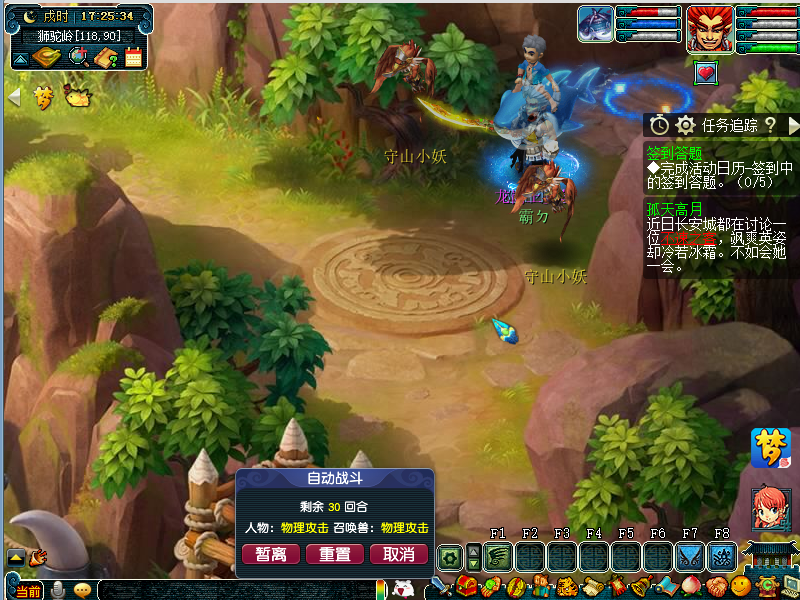 戌时 17:25:34
狮驼岭[118,90]
梦
守山小妖
霸为
守山小妖
任务追踪 ?
签到答题
◆完成活动日历-签到中
的签到答题。（0/5）
孤天高月
近日长安城都在讨论一
位，飒爽英姿
却冷若冰霜。不如会她
一会。
梦
自动战斗
剩余 30 回合
人物：物理攻击 召唤兽：物理攻击
暂离 重置 取消
F1 F2 F3 F4 F5 F6 F7 F8
当前